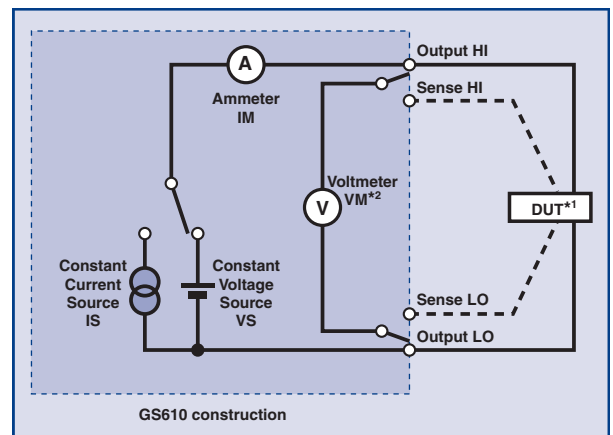 Output HI
A
Ammeter
IM
Sense HI
Voltmeter
VM*2
V
DUT*1
Constant
Current
Source
IS
Constant
Voltage
Source
VS
Sense LO
Output LO
GS610 construction